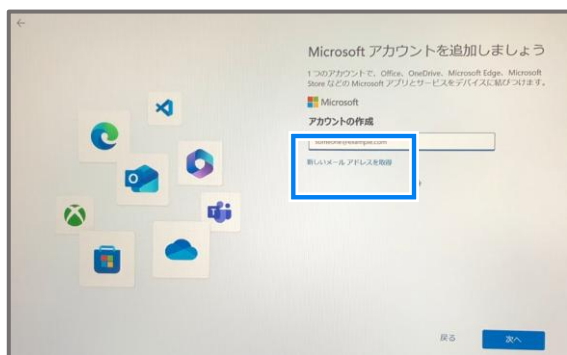 Microsoft アカウントを追加しましょう
1 つのアカウントで、Office、OneDrive、Microsoft Edge、Microsoft
Store などの Microsoft アプリとサービスをデバイスに結びつけます。
Microsoft
アカウントの作成
someone@example.com
新しいメール アドレスを取得
戻る
次へ